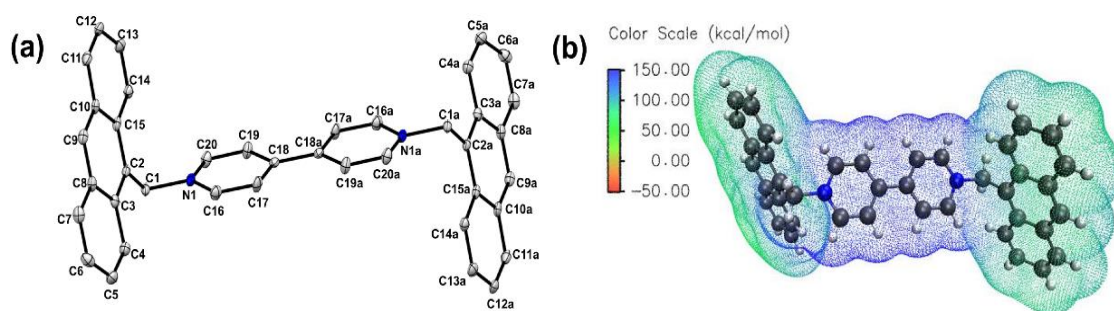 (a)
C12
C13
C11
C14
C10
C15
C9
C2
C8
C1
C7
C3
C6
C4
C5
C20
C19
N1
C18
C16
C17
C17a
C16a
C18a
N1a
C19a
C20a
C1a
C5a
C6a
C4a
C7a
C3a
C8a
C2a
C9a
C15a
C10a
C14a
C11a
C13a
C12a
(b)
Color Scale (kcal/mol)
150.00
100.00
50.00
0.00
-50.00